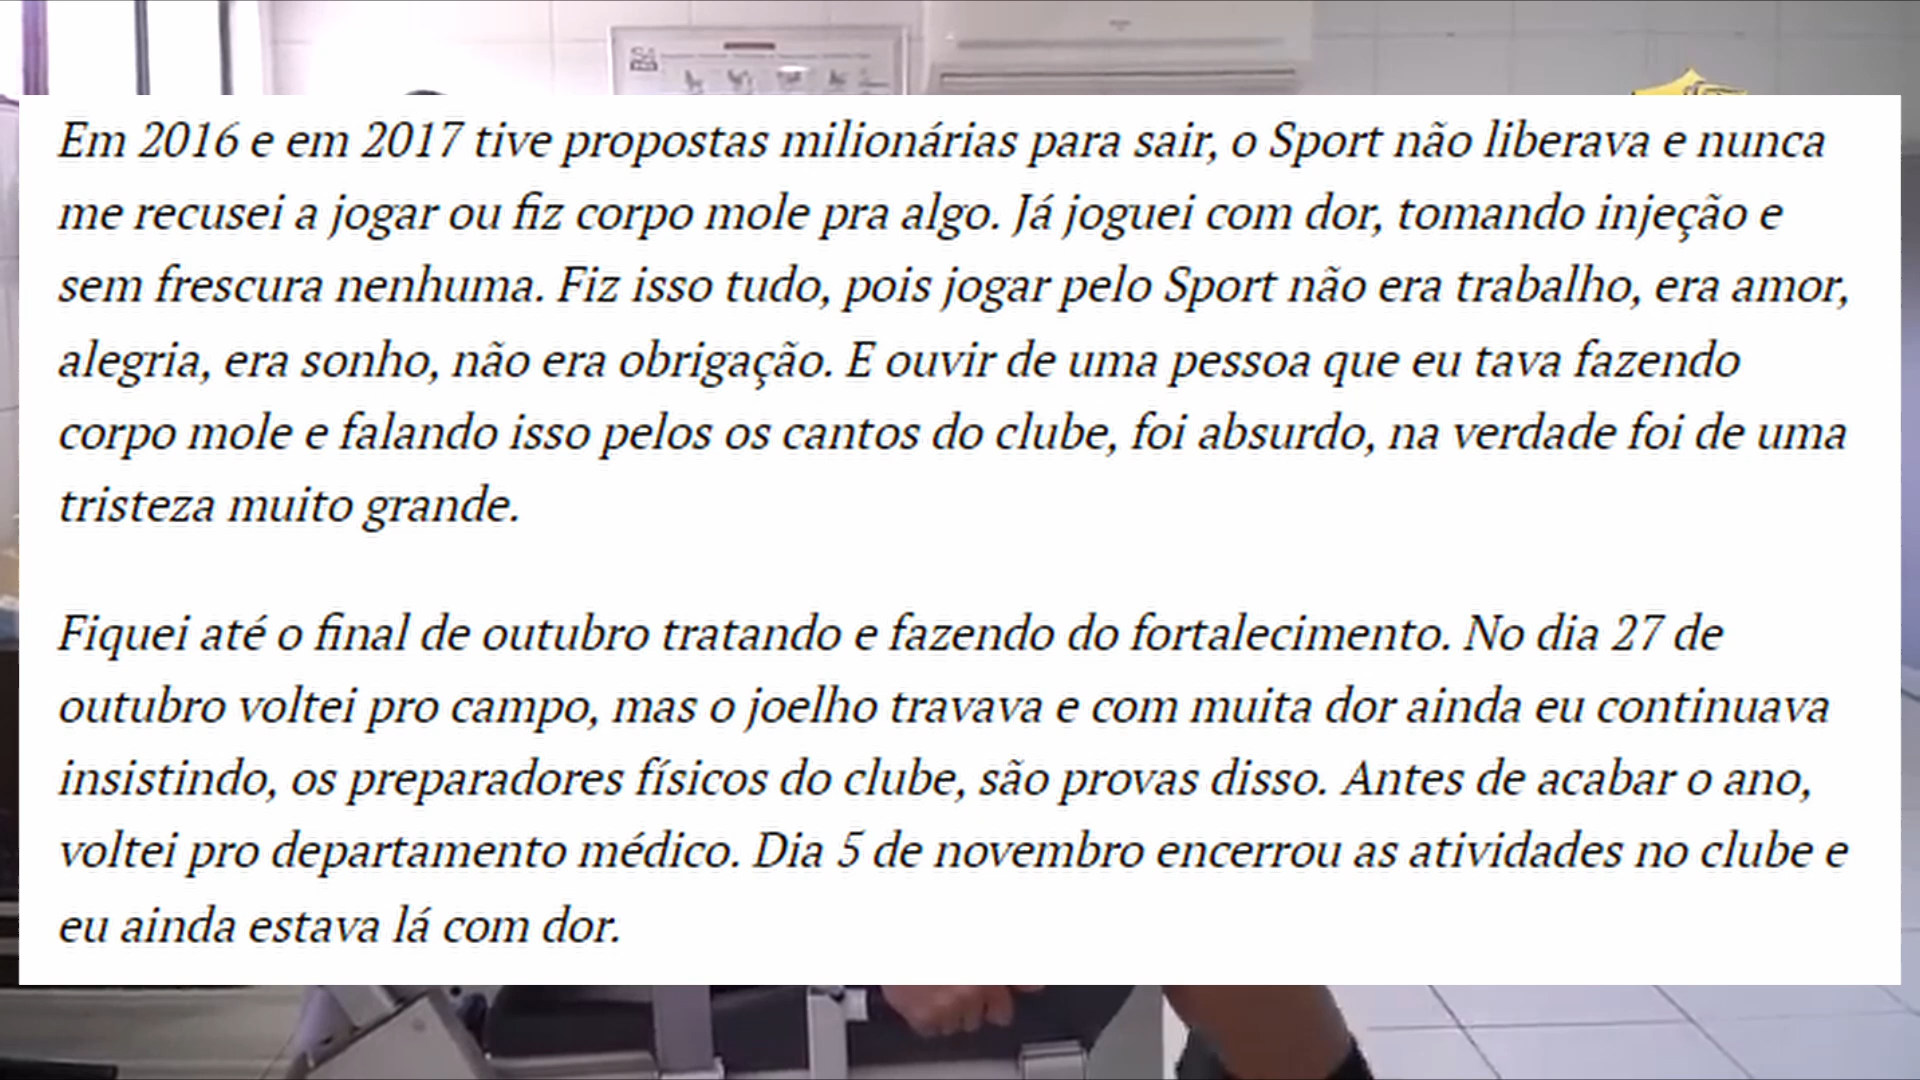 Em 2016 e em 2017 tive propostas milionárias para sair, o Sport não liberava e nunca
me recusei a jogar ou fiz corpo mole pra algo. Já joguei com dor, tomando injeção e
sem frescura nenhuma. Fiz isso tudo, pois jogar pelo Sport não era trabalho, era amor,
alegria, era sonho, não era obrigação. E ouvir de uma pessoa que eu tava fazendo
corpo mole e falando isso pelos os cantos do clube, foi absurdo, na verdade foi de uma
tristeza muito grande.
Fiquei até o final de outubro tratando e fazendo do fortalecimento. No dia 27 de
outubro voltei pro campo, mas o joelho travava e com muita dor ainda eu continuava
insistindo, os preparadores físicos do clube, são provas disso. Antes de acabar o ano,
voltei pro departamento médico. Dia 5 de novembro encerrou as atividades no clube e
eu ainda estava lá com dor.